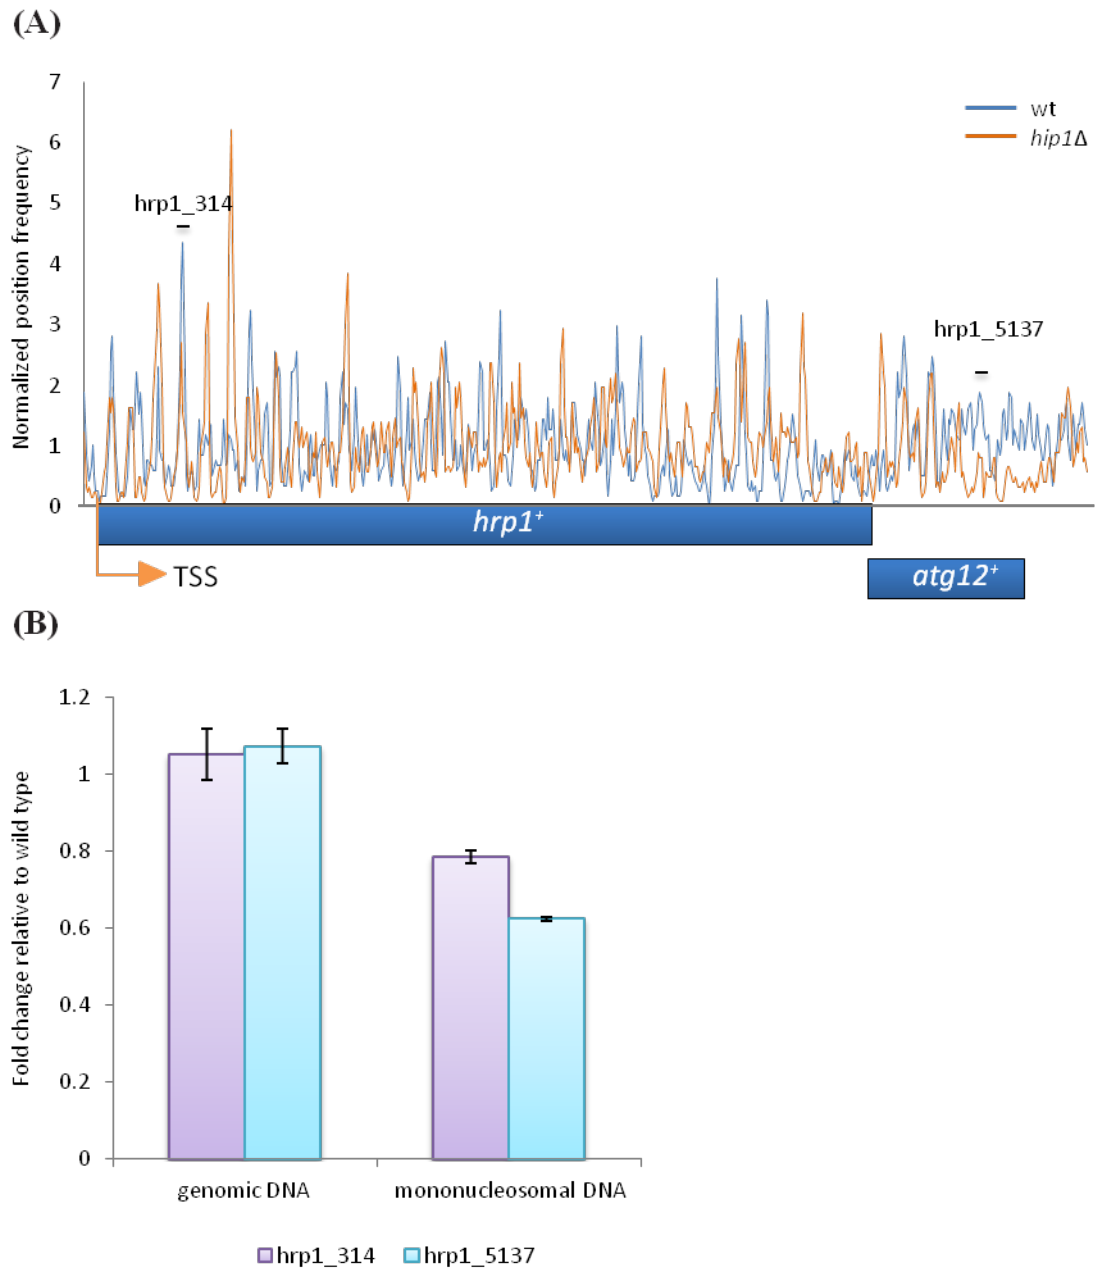 (A)
7
6
5
4
3
2
1
0
Normalized position frequency
wt
hip1Δ
hrp1_314
hrp1_5137
hrp1+
atg12+
TSS
(B)
1.2
1
0.8
0.6
0.4
0.2
0
Fold change relative to wild type
genomic DNA mononucleosomal DNA
hrp1_314 hrp1_5137